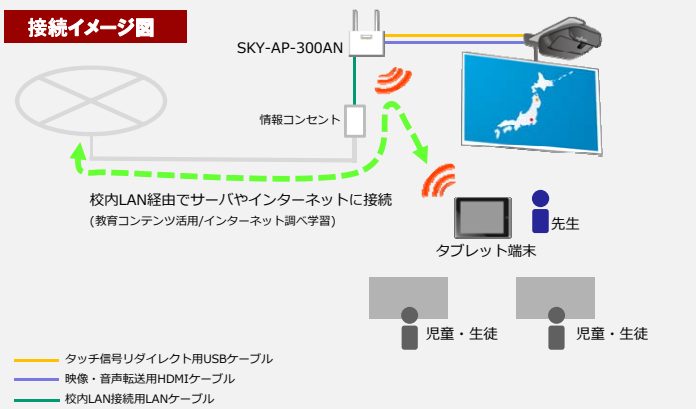 接続イメージ図
SKY-AP-300AN
情報コンセント
校内LAN経由でサーバやインターネットに接続
(教育コンテンツ活用/インターネット調べ学習)
先生
タブレット端末
児童・生徒
児童・生徒
タッチ信号リダイレクト用USBケーブル
映像・音声転送用HDMIケーブル
校内LAN接続用LANケーブル